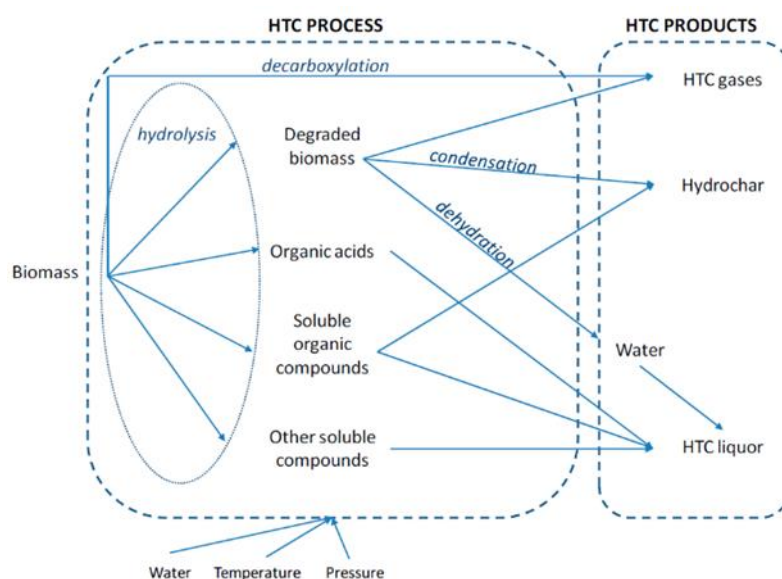 HTC PROCESS
HTC PRODUCTS
decarboxylation
HTC gases
hydrolysis
Degraded
biomass
condensation
Hydrochar
dehydration
Biomass
Organic acids
Soluble
organic
compounds
Water
Other soluble
compounds
HTC liquor
Water
Temperature
Pressure